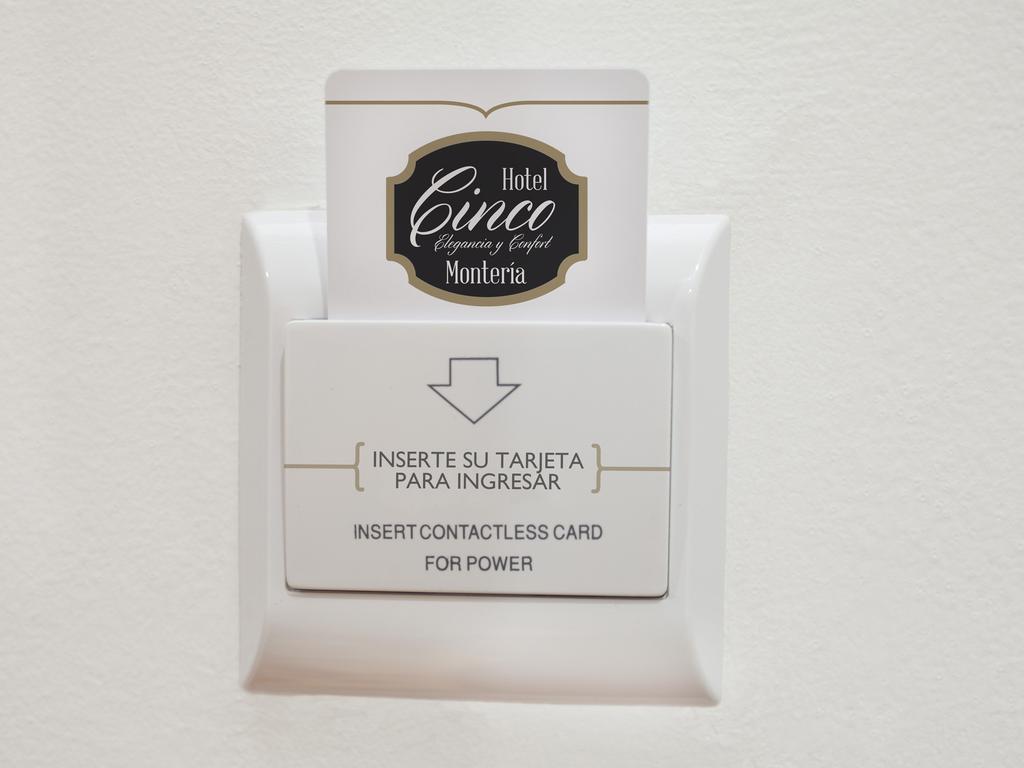 Hotel
Cinco
Elegancia y Confort
Montería
INSERTE SU TARJETA
PARA INGRESAR
INSERT CONTACTLESS CARD
FOR POWER